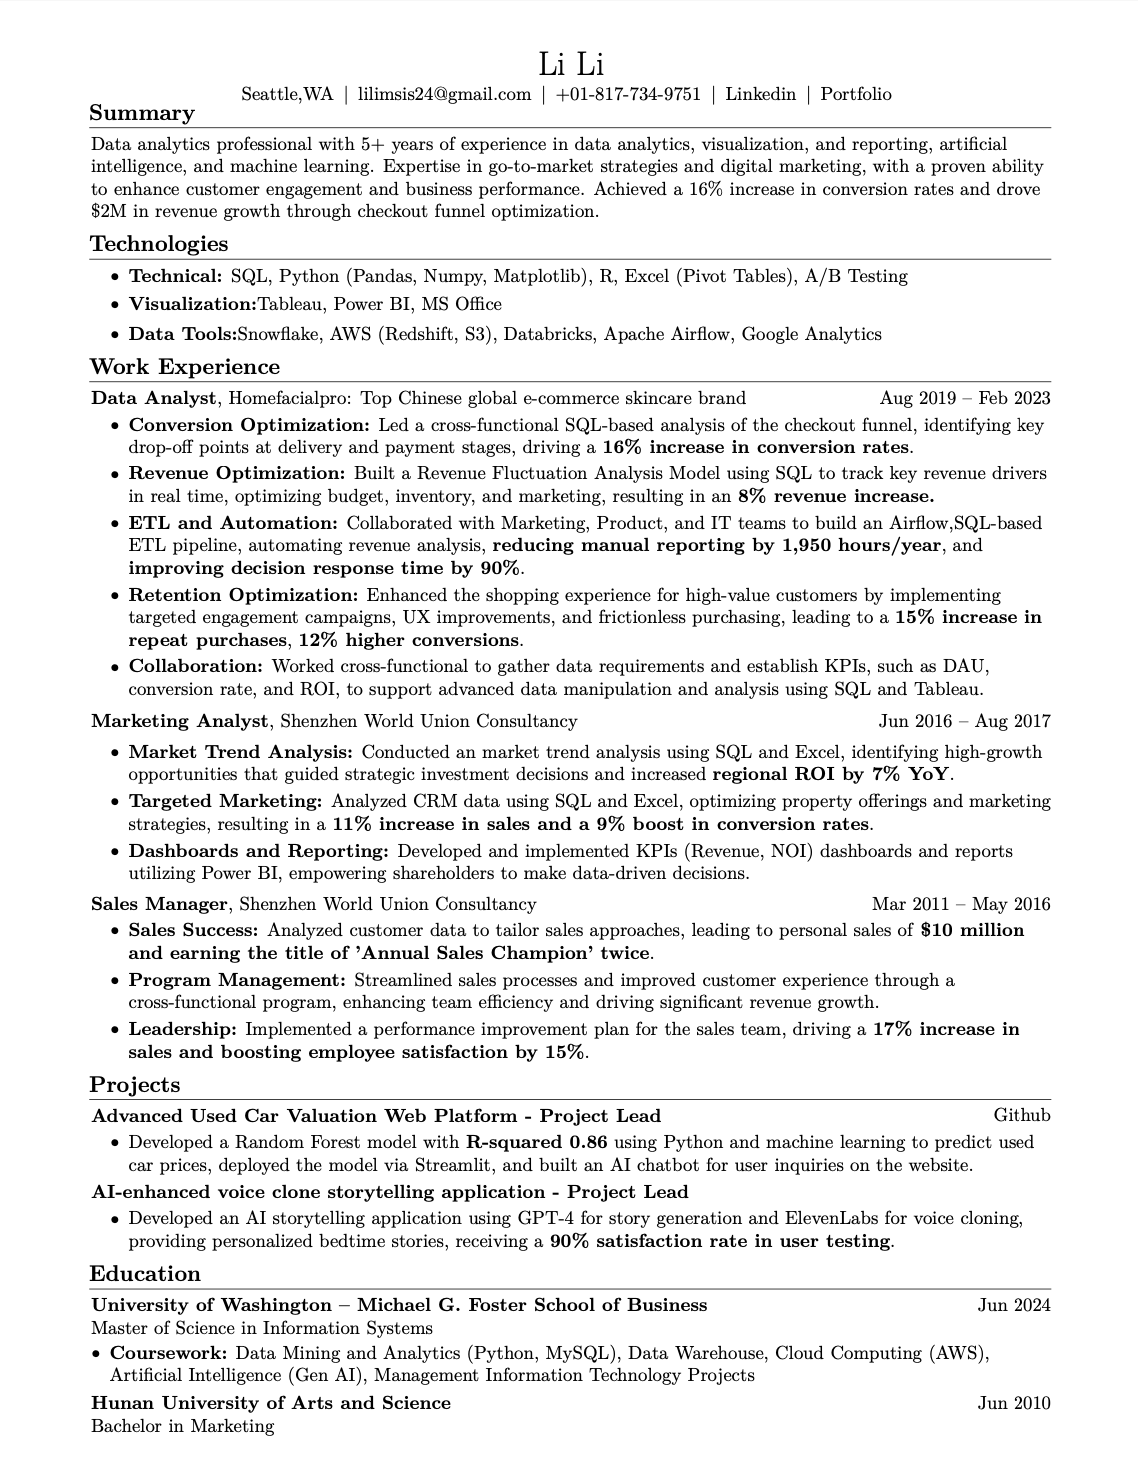 Li Li
Seattle,WA | lilimsis24@gmail.com | +01-817-734-9751 | Linkedin | Portfolio
Summary
Data analytics professional with 5+ years of experience in data analytics, visualization, and reporting, artificial
intelligence, and machine learning. Expertise in go-to-market strategies and digital marketing, with a proven ability
to enhance customer engagement and business performance. Achieved a 16% increase in conversion rates and drove
$2M in revenue growth through checkout funnel optimization.
Technologies
• Technical: SQL, Python (Pandas, Numpy, Matplotlib), R, Excel (Pivot Tables), A/B Testing
• Visualization:Tableau, Power BI, MS Office
• Data Tools:Snowflake, AWS (Redshift, S3), Databricks, Apache Airflow, Google Analytics
Work Experience
Data Analyst, Homefacialpro: Top Chinese global e-commerce skincare brand Aug 2019 – Feb 2023
• Conversion Optimization: Led a cross-functional SQL-based analysis of the checkout funnel, identifying key
drop-off points at delivery and payment stages, driving a 16% increase in conversion rates.
• Revenue Optimization: Built a Revenue Fluctuation Analysis Model using SQL to track key revenue drivers
in real time, optimizing budget, inventory, and marketing, resulting in an 8% revenue increase.
• ETL and Automation: Collaborated with Marketing, Product, and IT teams to build an Airflow,SQL-based
ETL pipeline, automating revenue analysis, reducing manual reporting by 1,950 hours/year, and
improving decision response time by 90%.
• Retention Optimization: Enhanced the shopping experience for high-value customers by implementing
targeted engagement campaigns, UX improvements, and frictionless purchasing, leading to a 15% increase in
repeat purchases, 12% higher conversions.
• Collaboration: Worked cross-functional to gather data requirements and establish KPIs, such as DAU,
conversion rate, and ROI, to support advanced data manipulation and analysis using SQL and Tableau.
Marketing Analyst, Shenzhen World Union Consultancy Jun 2016 – Aug 2017
• Market Trend Analysis: Conducted an market trend analysis using SQL and Excel, identifying high-growth
opportunities that guided strategic investment decisions and increased regional ROI by 7% YoY.
• Targeted Marketing: Analyzed CRM data using SQL and Excel, optimizing property offerings and marketing
strategies, resulting in a 11% increase in sales and a 9% boost in conversion rates.
• Dashboards and Reporting: Developed and implemented KPIs (Revenue, NOI) dashboards and reports
utilizing Power BI, empowering shareholders to make data-driven decisions.
Sales Manager, Shenzhen World Union Consultancy Mar 2011 – May 2016
• Sales Success: Analyzed customer data to tailor sales approaches, leading to personal sales of $10 million
and earning the title of ’Annual Sales Champion’ twice.
• Program Management: Streamlined sales processes and improved customer experience through a
cross-functional program, enhancing team efficiency and driving significant revenue growth.
• Leadership: Implemented a performance improvement plan for the sales team, driving a 17% increase in
sales and boosting employee satisfaction by 15%.
Projects
Advanced Used Car Valuation Web Platform - Project Lead Github
• Developed a Random Forest model with R-squared 0.86 using Python and machine learning to predict used
car prices, deployed the model via Streamlit, and built an AI chatbot for user inquiries on the website.
AI-enhanced voice clone storytelling application - Project Lead
• Developed an AI storytelling application using GPT-4 for story generation and ElevenLabs for voice cloning,
providing personalized bedtime stories, receiving a 90% satisfaction rate in user testing.
Education
University of Washington – Michael G. Foster School of Business Jun 2024
Master of Science in Information Systems
• Coursework: Data Mining and Analytics (Python, MySQL), Data Warehouse, Cloud Computing (AWS),
Artificial Intelligence (Gen AI), Management Information Technology Projects
Hunan University of Arts and Science Jun 2010
Bachelor in Marketing